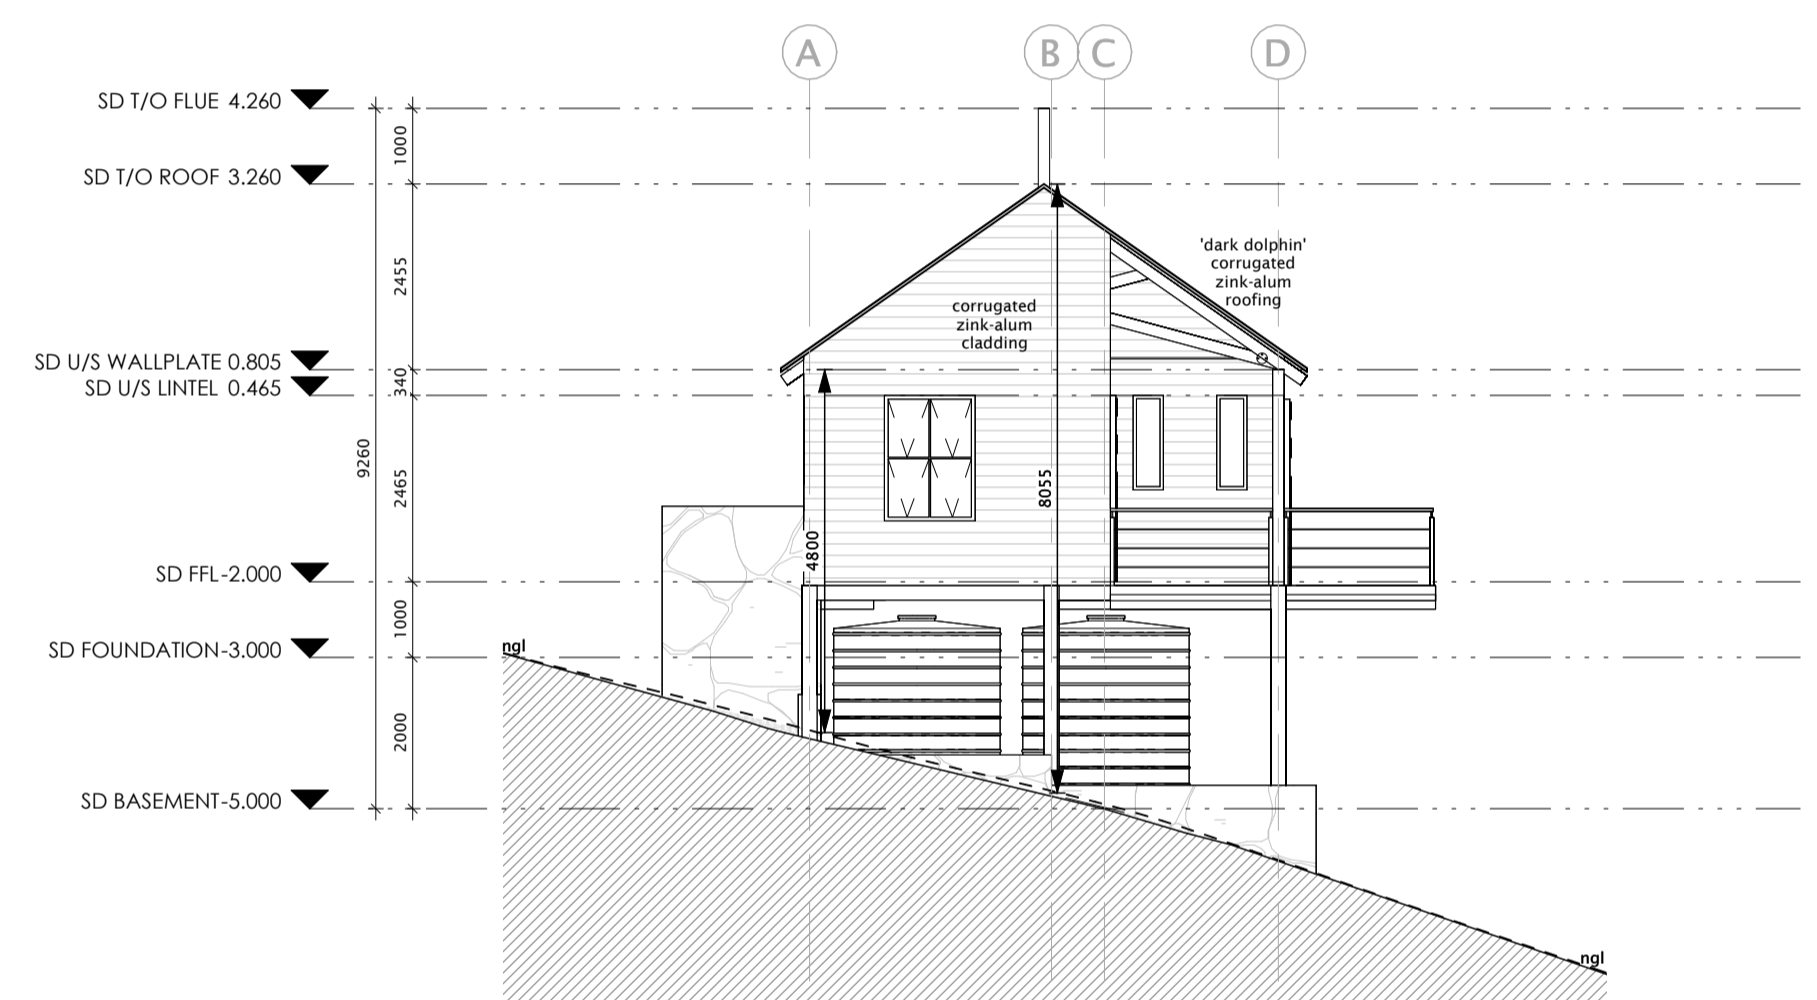 A B C D
SD T/O FLUE 4.260
1000
SD T/O ROOF 3.260
2455
'dark dolphin'
corrugated
zink-alum
roofing
corrugated
zink-alum
cladding
SD U/S WALLPLATE 0.805
340
SD U/S LINTEL 0.465
9260
2465
8055
4800
SD FFL-2.000
1000
SD FOUNDATION-3.000
ngl
2000
SD BASEMENT-5.000
ngl